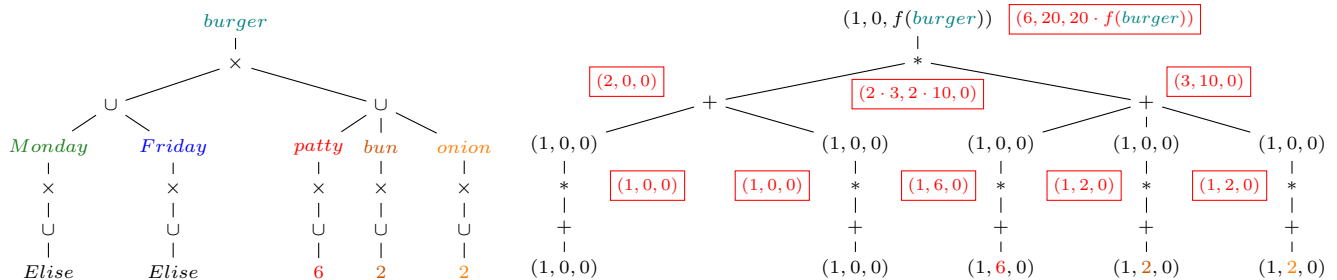 burger (1, 0, f(burger)) (6, 20, 20 · f(burger))
× *
(2, 0, 0) (3, 10, 0)
∪ ∪ + (2 · 3, 2 · 10, 0) +
Monday Friday patty bun onion (1, 0, 0) (1, 0, 0) (1, 0, 0) (1, 0, 0) (1, 0, 0)
× × × × × * (1, 0, 0) (1, 0, 0) * (1, 6, 0) * (1, 2, 0) * (1, 2, 0) *
∪ ∪ ∪ ∪ ∪ + + + + +
Elise Elise 6 2 2 (1, 0, 0) (1, 0, 0) (1, 6, 0) (1, 2, 0) (1, 2, 0)